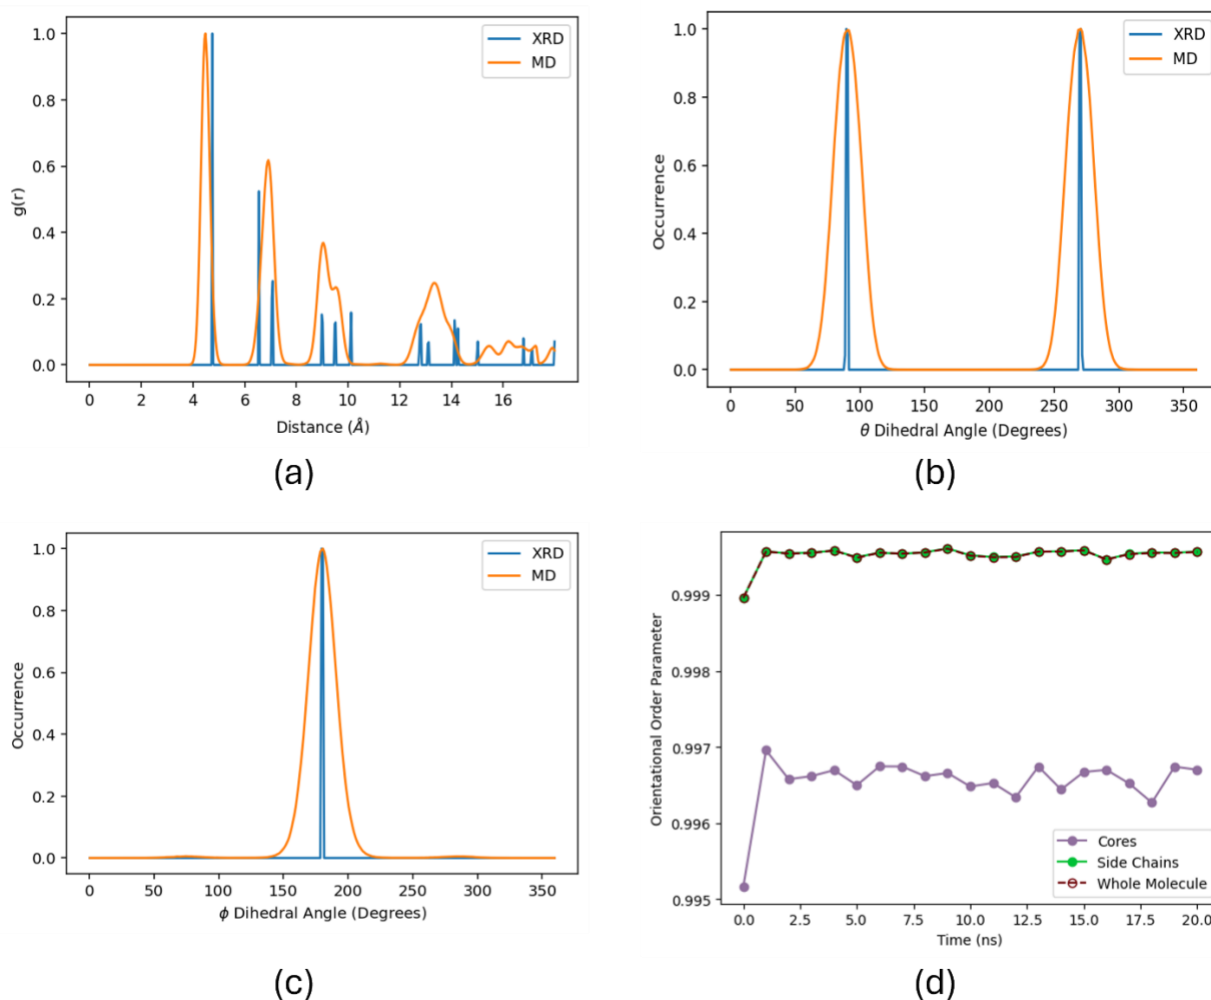 1.0
0.8
0.6
0.4
0.2
0.0
g(r)
XRD
MD
0 2 4 6 8 10 12 14 16
Distance (Å)
(a)
1.0
0.8
0.6
0.4
0.2
0.0
Occurrence
XRD
MD
0 50 100 150 200 250 300 350
θ Dihedral Angle (Degrees)
(b)
1.0
0.8
0.6
0.4
0.2
0.0
Occurrence
XRD
MD
0 50 100 150 200 250 300 350
ϕ Dihedral Angle (Degrees)
(c)
0.999
0.998
0.997
0.996
0.995
Orientational Order Parameter
Cores
Side Chains
Whole Molecule
0.0 2.5 5.0 7.5 10.0 12.5 15.0 17.5 20.0
Time (ns)
(d)